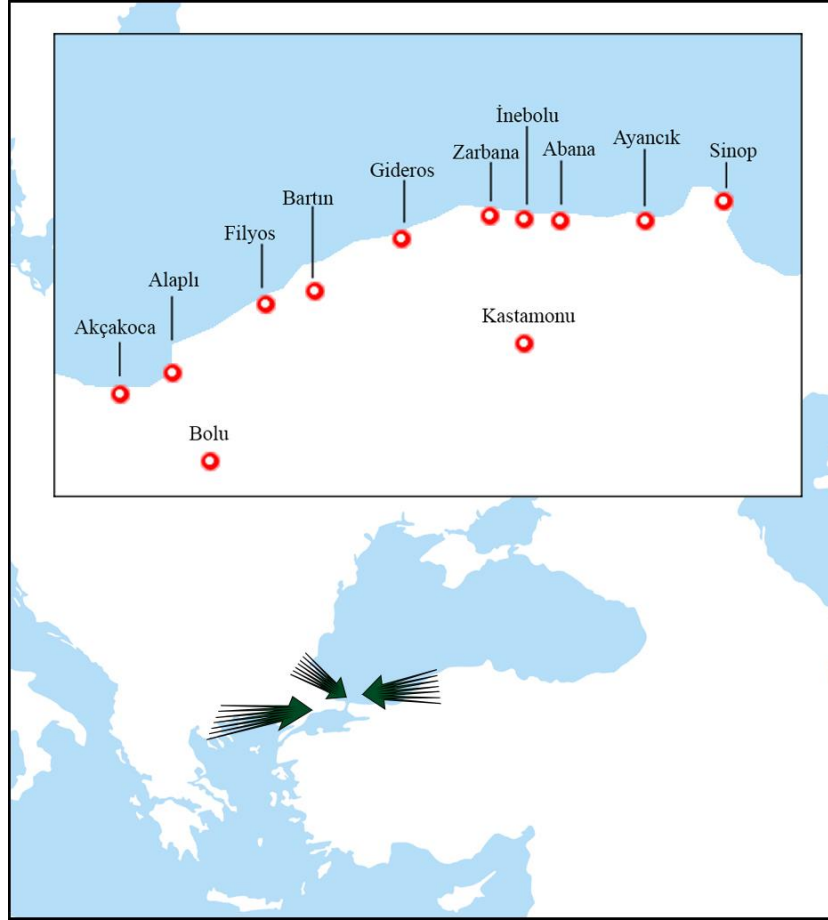 İnebolu
Zarbana
Abana
Ayancık
Sinop
Gideros
Bartın
Filyos
Alaplı
Akçakoca
Kastamonu
Bolu